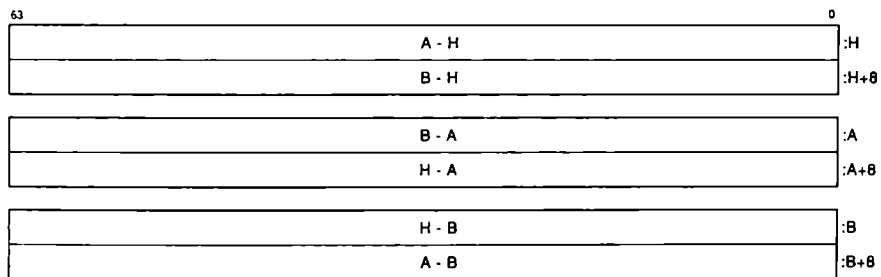 63 0
A - H :H
B - H :H+8
B - A :A
H - A :A+8
H - B :B
A - B :B+8